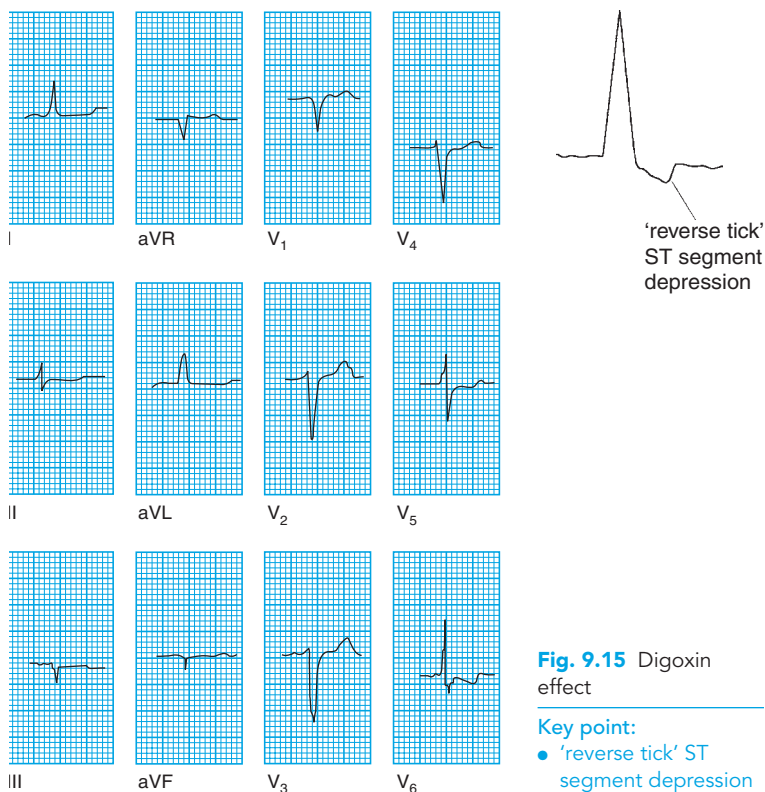 I
aVR
V1
V4
'reverse tick'
ST segment
depression
II
aVL
V2
V5
III
aVF
V3
V6
Fig. 9.15 Digoxin
effect
Key point:
• 'reverse tick' ST
segment depression